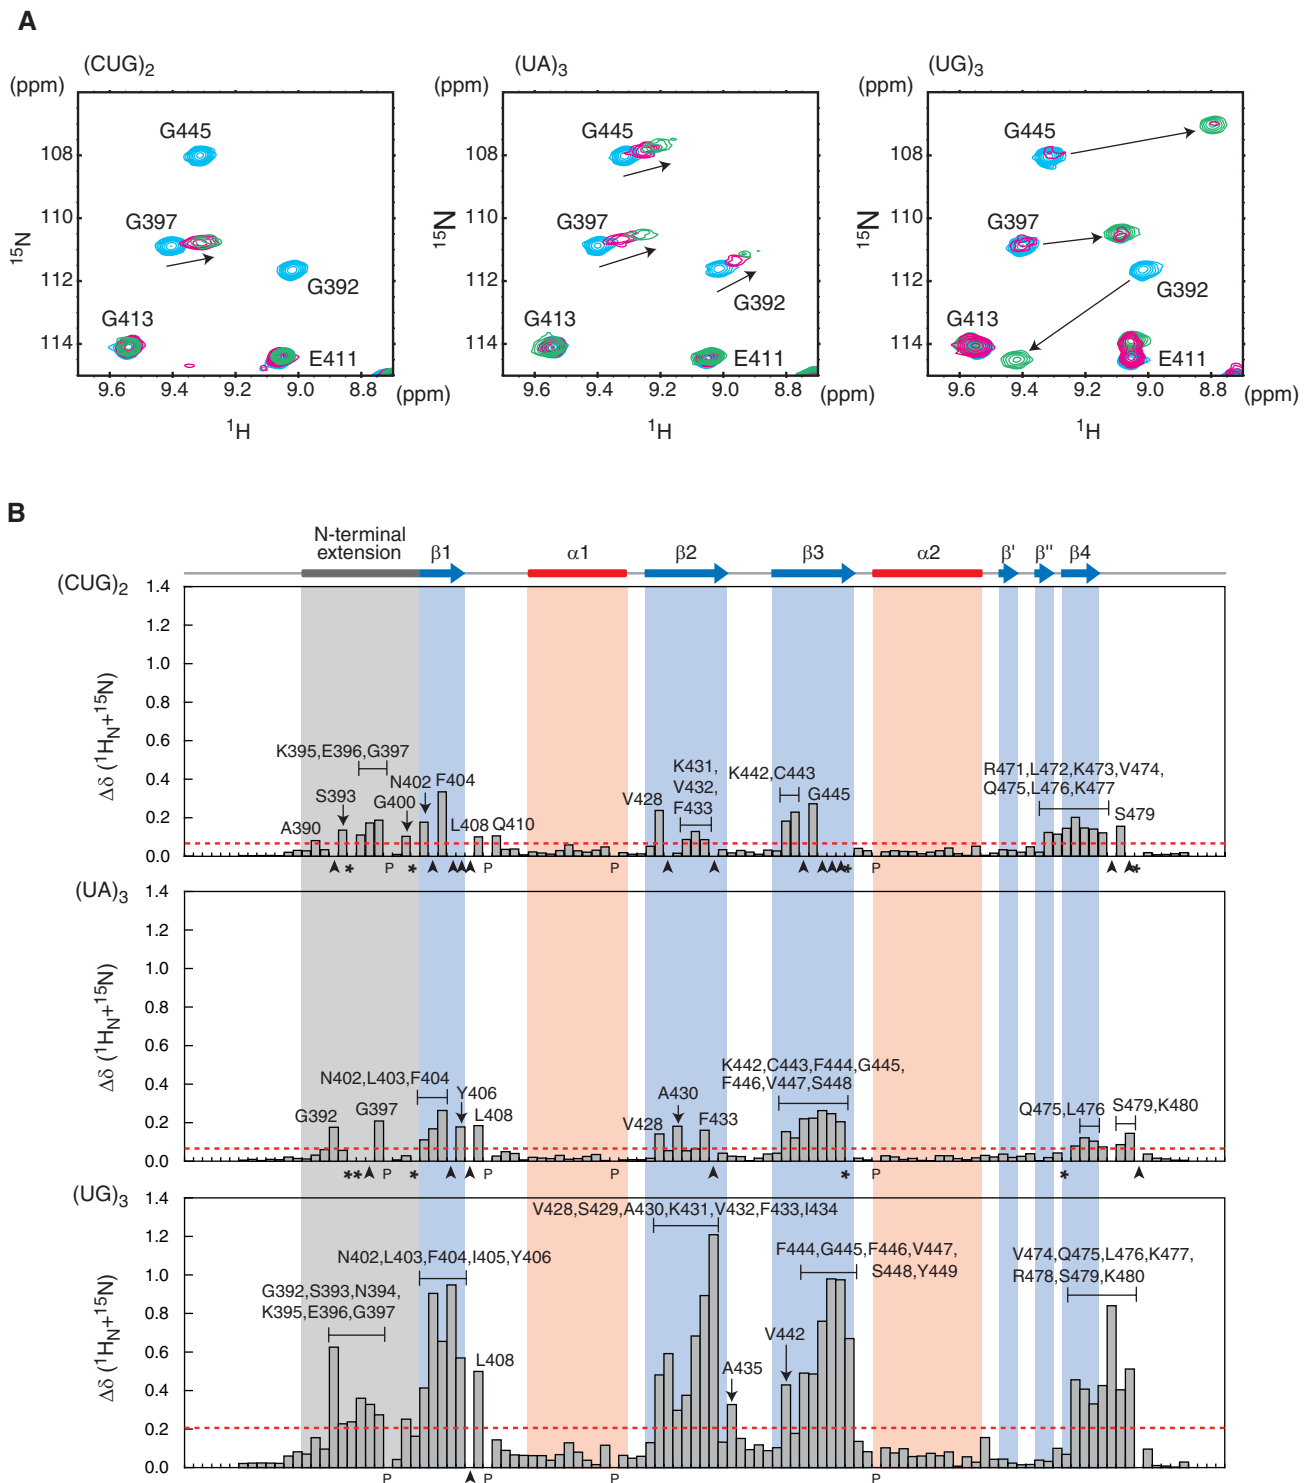 A
(CUG)2
(UA)3
(UG)3
(ppm)
(ppm)
(ppm)
G445
G445
G445
108
108
108
110
110
110
15N
15N
15N
G397
G397
G397
112
112
112
G392
G392
G392
G413
G413
G413
114
114
114
E411
E411
E411
9.6 9.4 9.2 9.0
9.6 9.4 9.2 9.0
9.6 9.4 9.2 9.0 8.8
(ppm)
(ppm)
(ppm)
1H
1H
1H
B
N-terminal
extension
β1
α1
β2
β3
α2
β'
β''
β4
(CUG)2
1.4
1.2
1.0
0.8
0.6
0.4
0.2
0.0
Δδ (1HN+15N)
K395,E396,G397
S393
A390
G400
N402
F404
L408
Q410
V428
K431,
V432,
F433
K442,C443
G445
R471,L472,K473,V474,
Q475,L476,K477
S479
* P * P P * P *
(UA)3
1.4
1.2
1.0
0.8
0.6
0.4
0.2
0.0
Δδ (1HN+15N)
G392
G397
N402,L403,F404
Y406
L408
V428
A430
F433
K442,C443,F444,G445,
F446,V447,S448
Q475,L476
S479,K480
** P * P P * P *
(UG)3
1.4
1.2
1.0
0.8
0.6
0.4
0.2
0.0
Δδ (1HN+15N)
G392,S393,N394,
K395,E396,G397
N402,L403,F404,I405,Y406
L408
V428,S429,A430,K431,V432,F433,I434
A435
V442
F444,G445,F446,V447,
S448,Y449
V474,Q475,L476,K477,
R478,S479,K480
P P P P